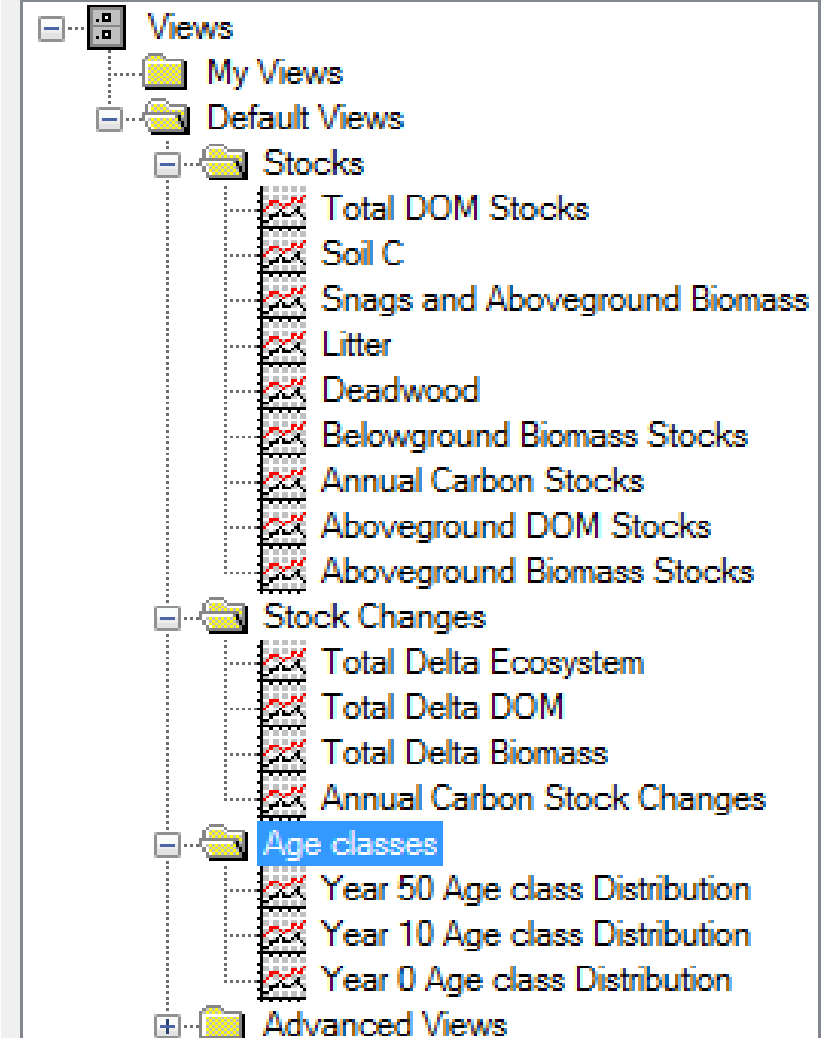 Views
My Views
Default Views
Stocks
Total DOM Stocks
Soil C
Snags and Aboveground Biomass
Litter
Deadwood
Belowground Biomass Stocks
Annual Carbon Stocks
Aboveground DOM Stocks
Aboveground Biomass Stocks
Stock Changes
Total Delta Ecosystem
Total Delta DOM
Total Delta Biomass
Annual Carbon Stock Changes
Age classes
Year 50 Age class Distribution
Year 10 Age class Distribution
Year 0 Age class Distribution
Advanced Views